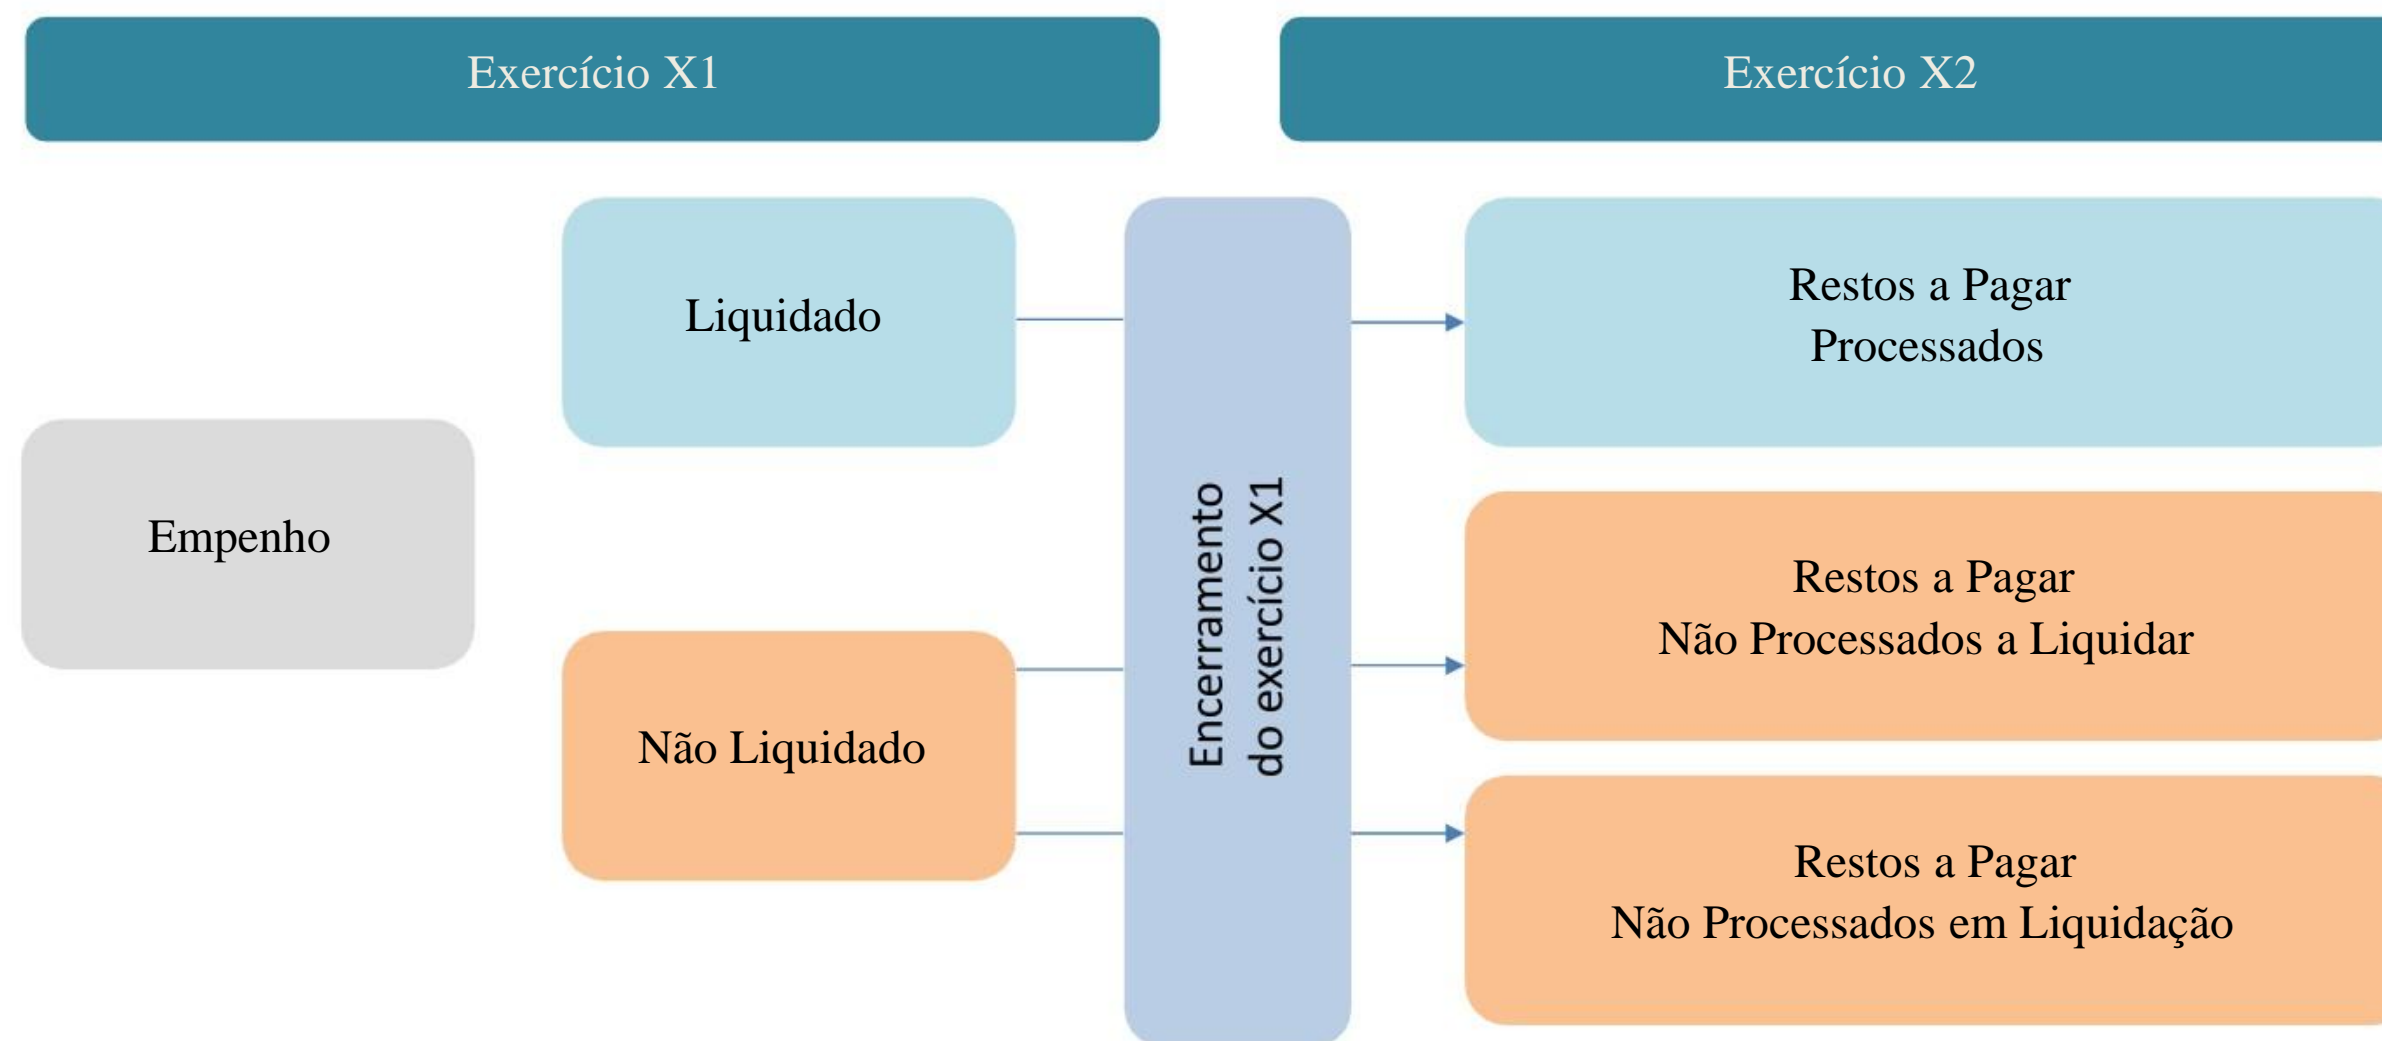 Exercício X1
Exercício X2
Liquidado
Restos a Pagar
Processados
Empenho
Encerramento
do exercício X1
Restos a Pagar
Não Processados a Liquidar
Não Liquidado
Restos a Pagar
Não Processados em Liquidação